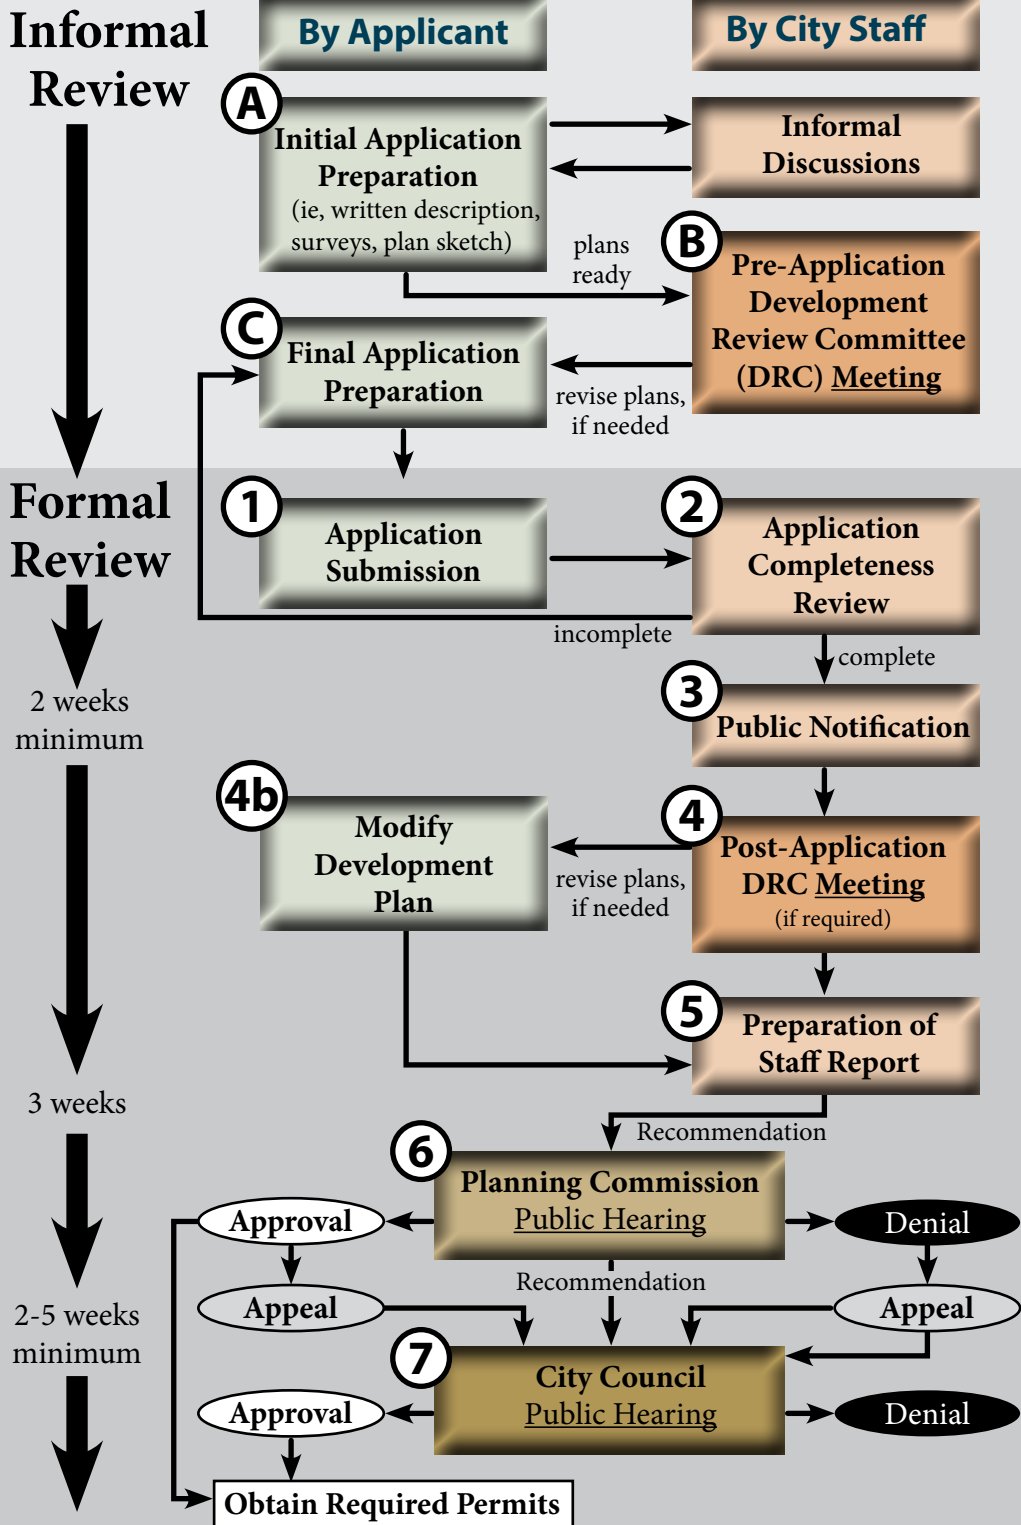 Informal
Review
By Applicant
By City Staff
A
Initial Application
Preparation
(ie, written description,
surveys, plan sketch)
Informal
Discussions
plans
ready
B
Pre-Application
Development
Review Committee
(DRC) Meeting
C
Final Application
Preparation
revise plans,
if needed
Formal
Review
1
Application
Submission
2
Application
Completeness
Review
incomplete
complete
2 weeks
minimum
3
Public Notification
4b
Modify
Development
Plan
revise plans,
if needed
4
Post-Application
DRC Meeting
(if required)
5
Preparation of
Staff Report
3 weeks
Recommendation
6
Planning Commission
Public Hearing
Approval
Denial
Recommendation
Appeal
Appeal
2-5 weeks
minimum
7
City Council
Public Hearing
Approval
Denial
Obtain Required Permits